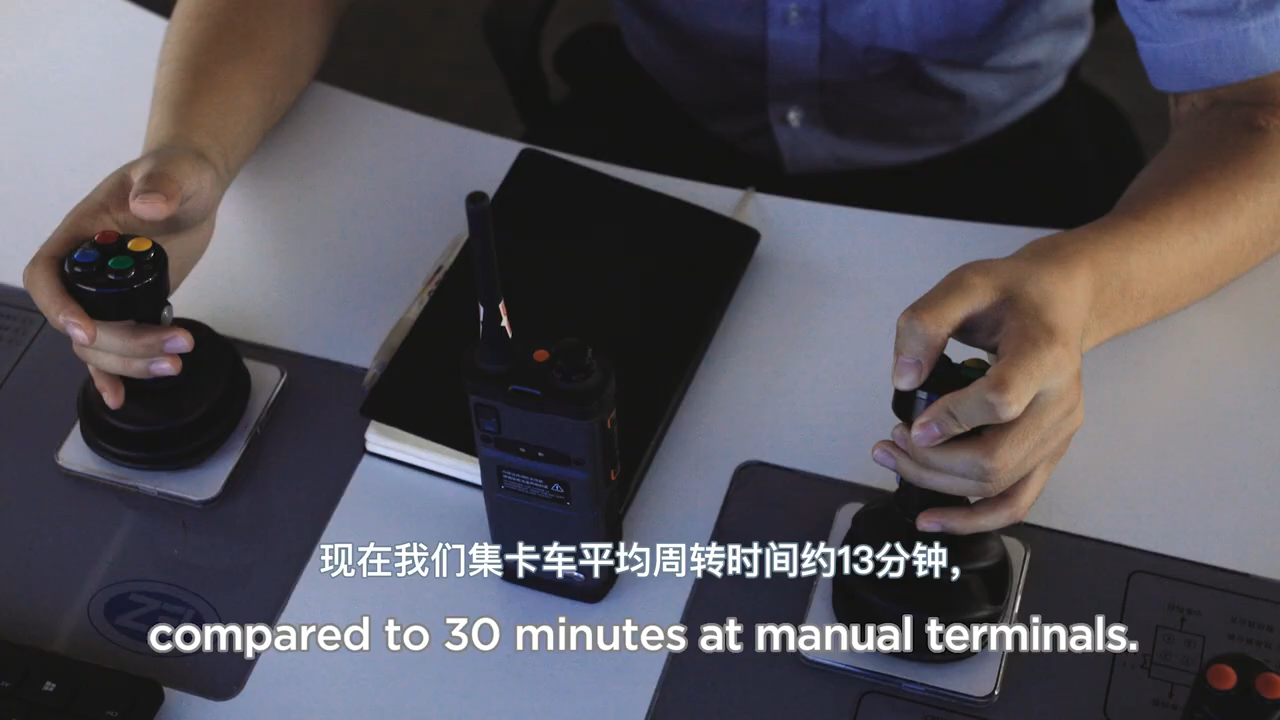 现在我们集卡车平均周转时间约13分钟，
compared to 30 minutes at manual terminals.